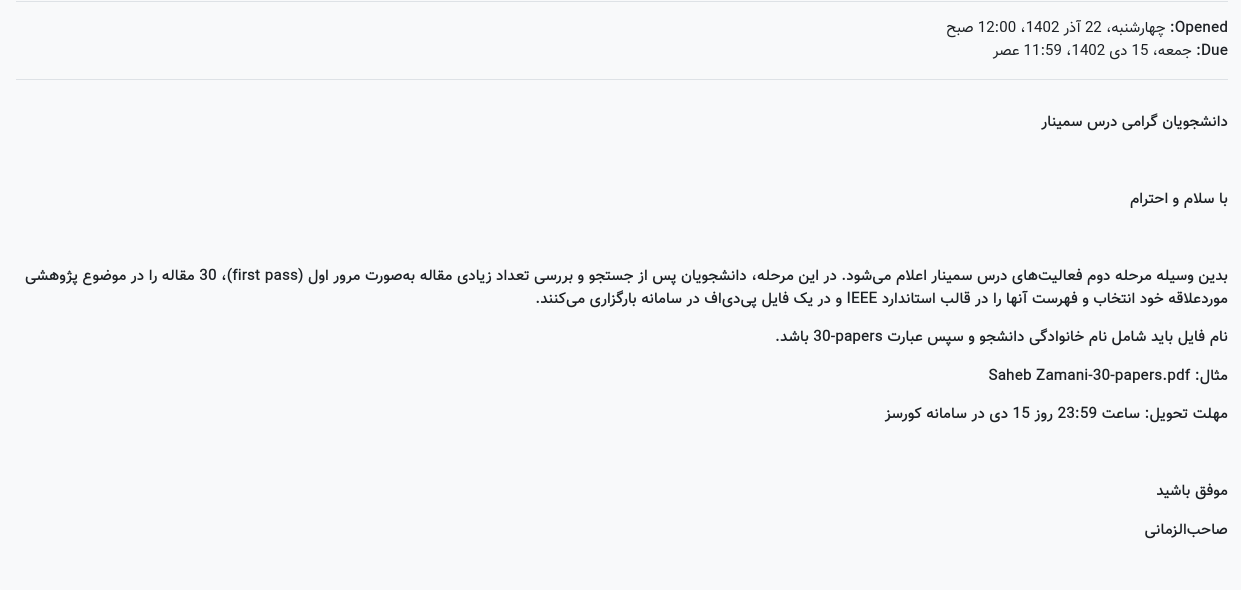 Opened: چهارشنبه، 22 آذر 1402، 12:00 صبح
Due: جمعه، 15 دی 1402، 11:59 عصر
دانشجویان گرامی درس سمینار
با سلام و احترام
بدین وسیله مرحله دوم فعالیت‌های درس سمینار اعلام می‌شود. در این مرحله، دانشجویان پس از جستجو و بررسی تعداد زیادی مقاله به‌صورت مرور اول (first pass)، 30 مقاله را در موضوع پژوهشی
موردعلاقه خود انتخاب و فهرست آنها را در قالب استاندارد IEEE و در یک فایل پی‌دی‌اف در سامانه بارگزاری می‌کنند.
نام فایل باید شامل نام خانوادگی دانشجو و سپس عبارت 30-papers باشد.
مثال: Saheb Zamani-30-papers.pdf
مهلت تحویل: ساعت 23:59 روز 15 دی در سامانه کورسز
موفق باشید
صاحب‌الزمانی